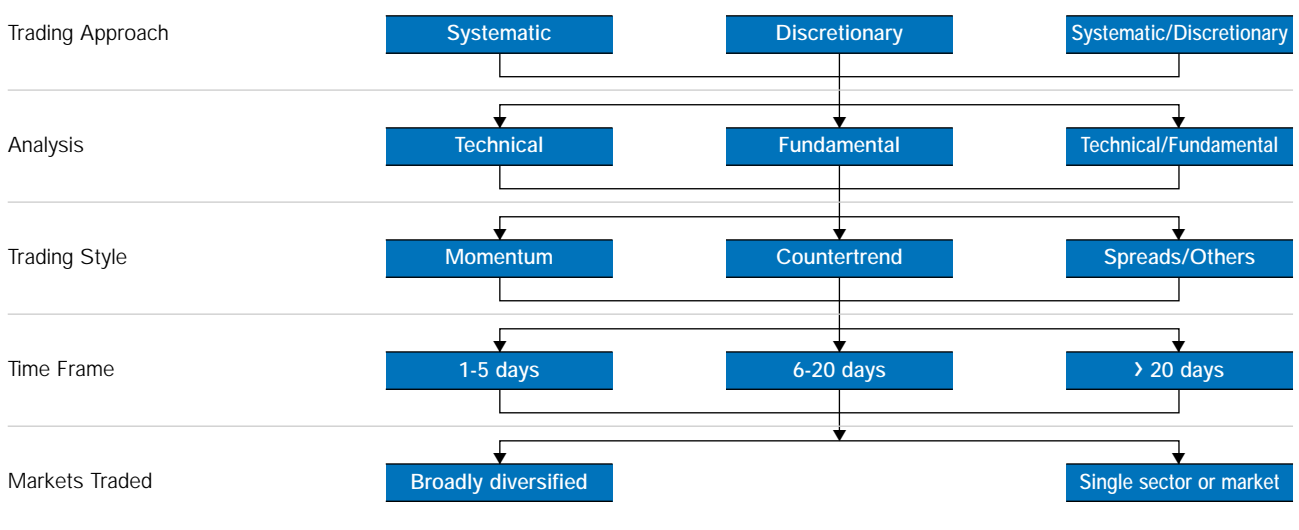 Trading Approach
Systematic
Discretionary
Systematic/Discretionary
Analysis
Technical
Fundamental
Technical/Fundamental
Trading Style
Momentum
Countertrend
Spreads/Others
Time Frame
1-5 days
6-20 days
> 20 days
Markets Traded
Broadly diversified
Single sector or market